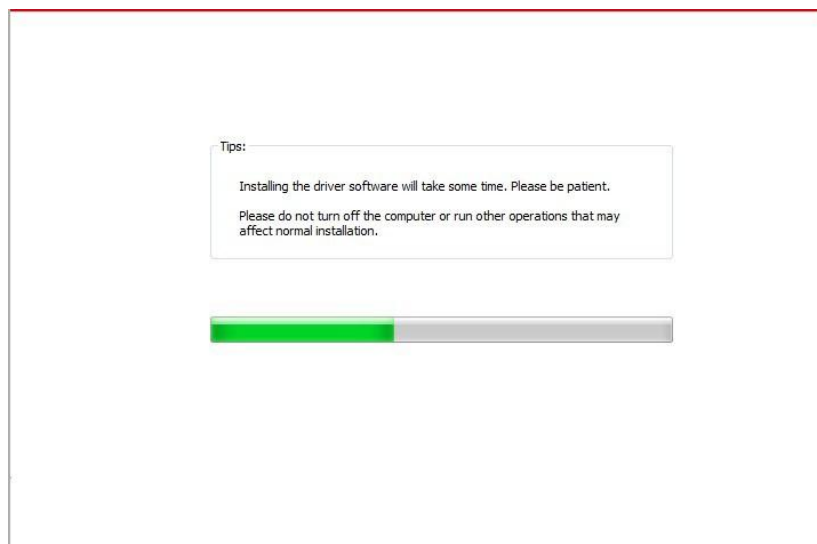 Tips:
Installing the driver software will take some time. Please be patient.
Please do not turn off the computer or run other operations that may
affect normal installation.